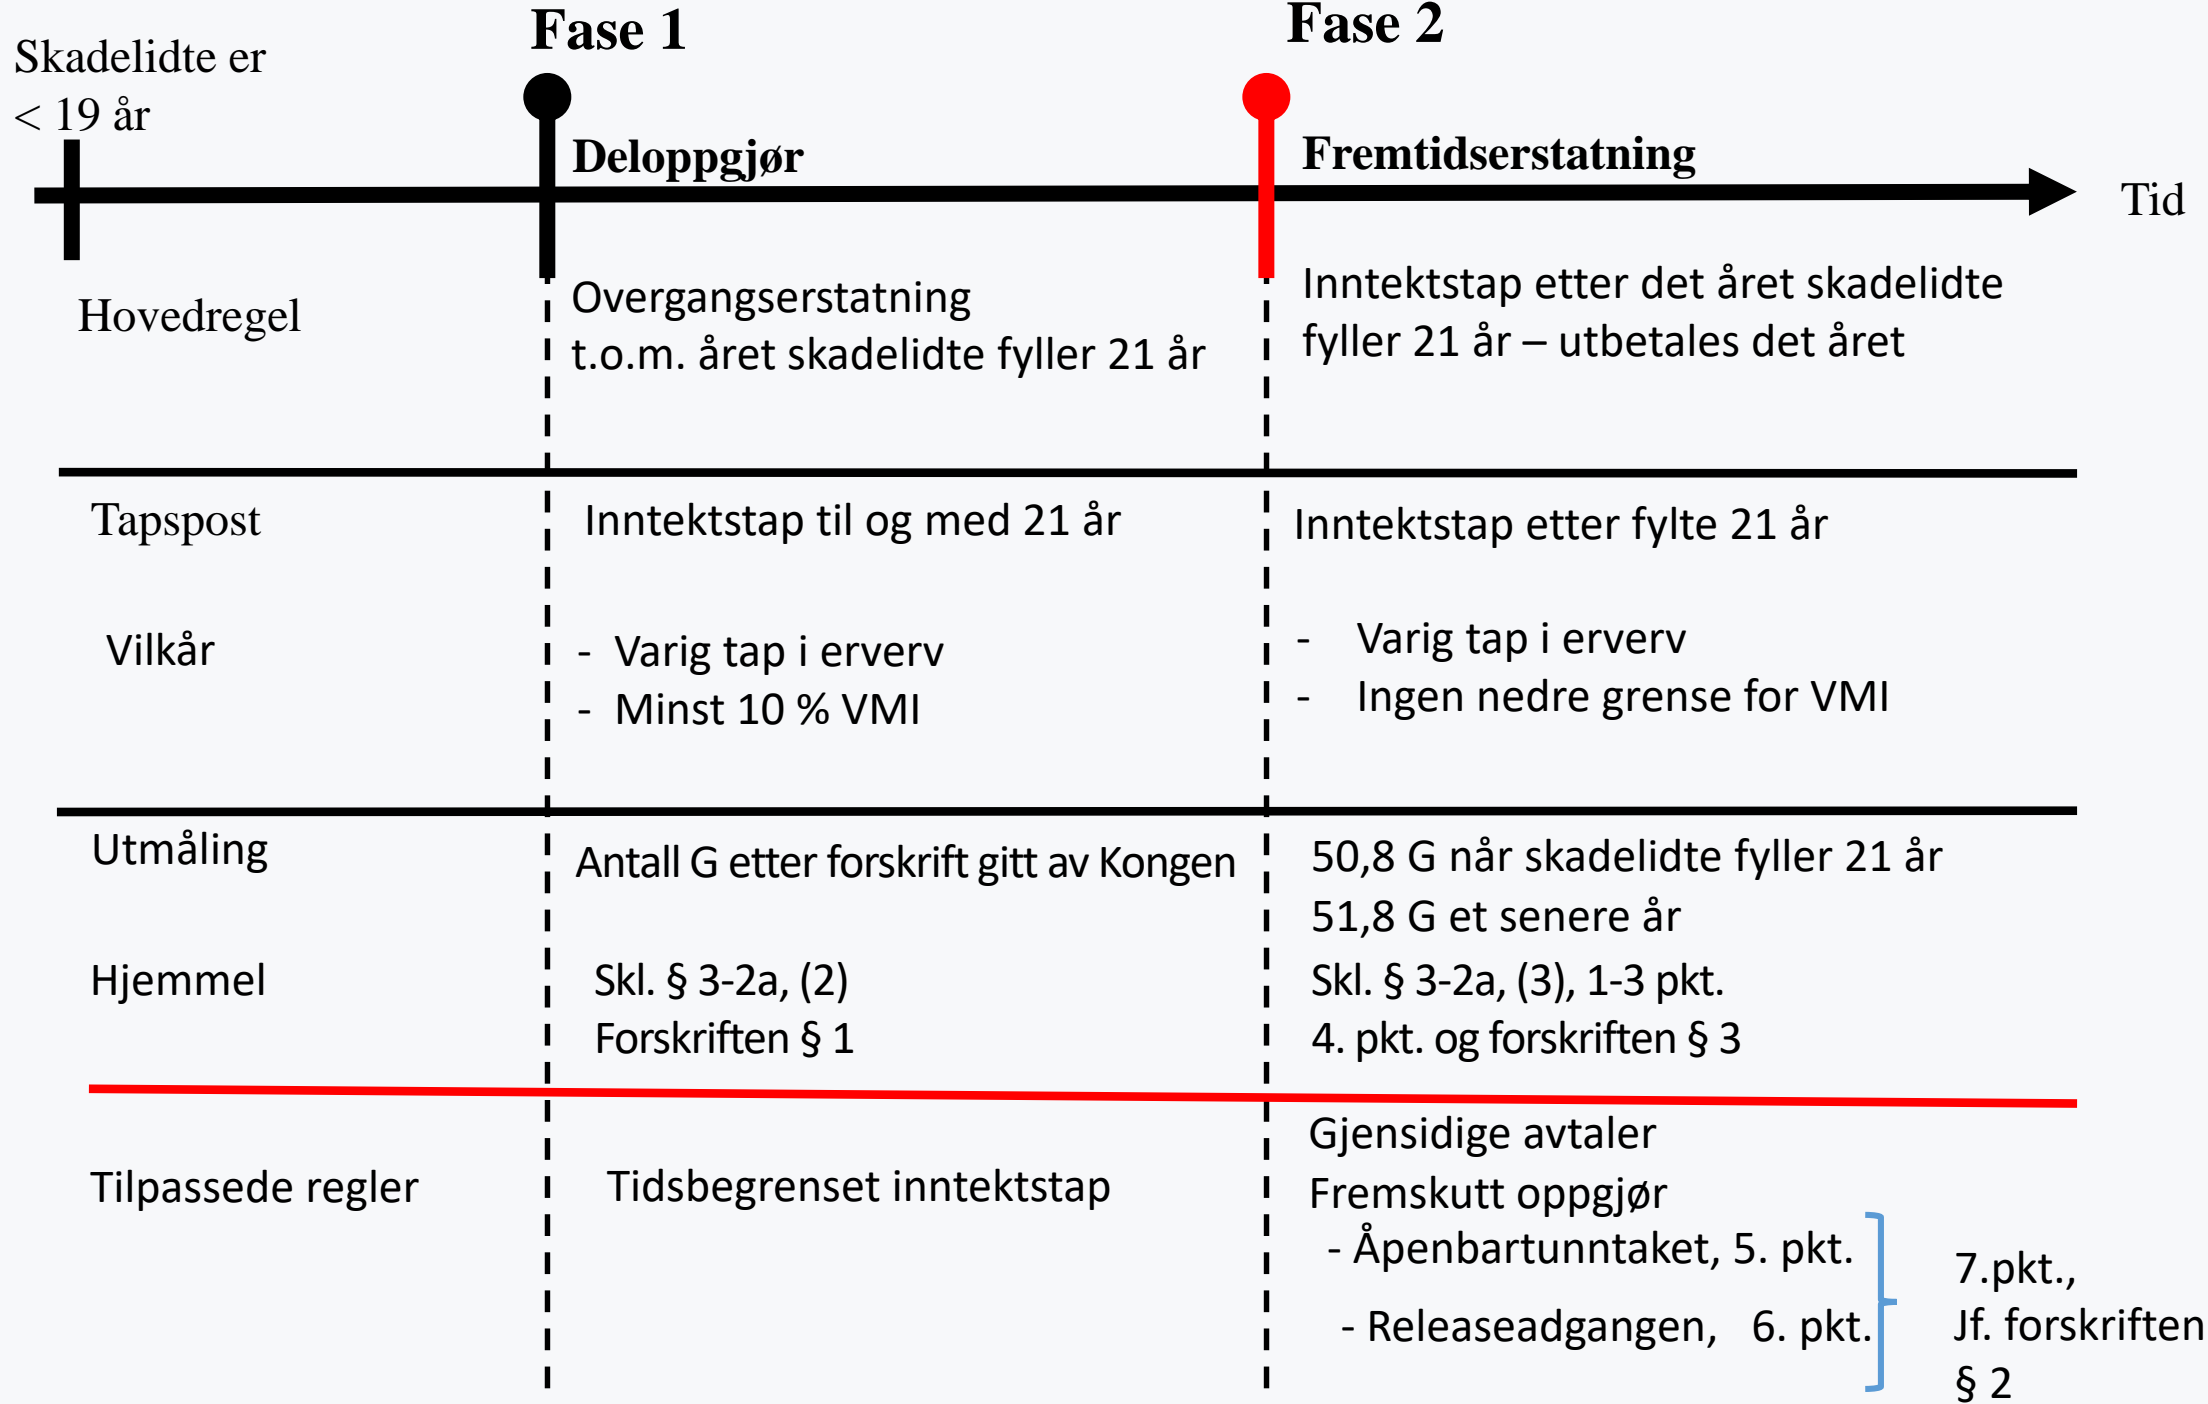 Fase 1
Fase 2
Skadelidte er
< 19 år
Deloppgjør
Fremtidserstatning
Tid
Hovedregel
Overgangserstatning
t.o.m. året skadelidte fyller 21 år
Inntektstap etter det året skadelidte
fyller 21 år – utbetales det året
Tapspost
Inntektstap til og med 21 år
Inntektstap etter fylte 21 år
Vilkår
- Varig tap i erverv
- Minst 10 % VMI
- Varig tap i erverv
- Ingen nedre grense for VMI
Utmåling
Antall G etter forskrift gitt av Kongen
50,8 G når skadelidte fyller 21 år
51,8 G et senere år
Hjemmel
Skl. § 3-2a, (2)
Forskriften § 1
Skl. § 3-2a, (3), 1-3 pkt.
4. pkt. og forskriften § 3
Tilpassede regler
Tidsbegrenset inntektstap
Gjensidige avtaler
Fremskutt oppgjør
- Åpenbartunntaket, 5. pkt.
- Releaseadgangen, 6. pkt.
7.pkt.,
Jf. forskriften
§ 2